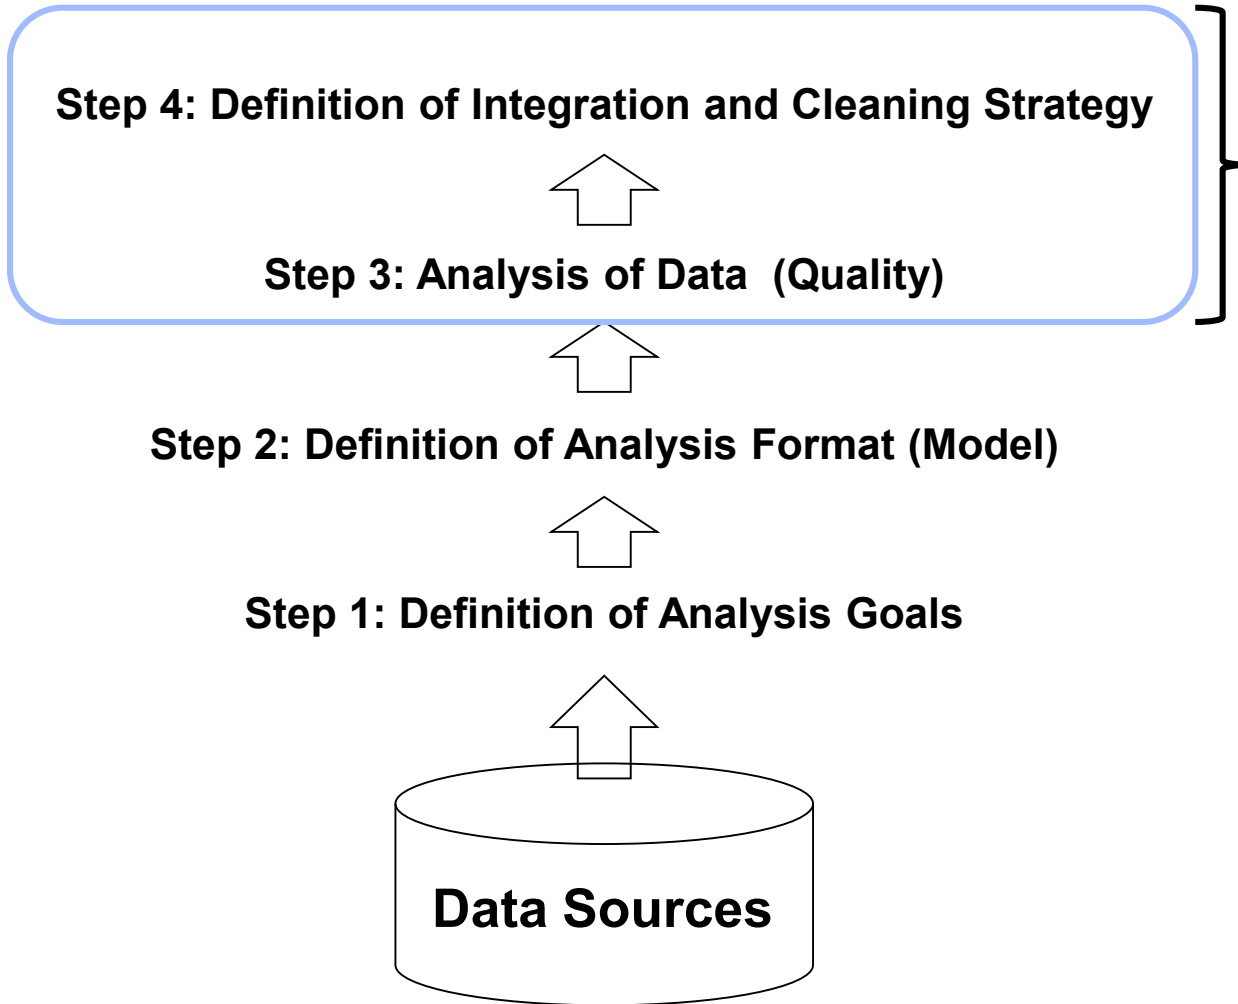 Step 4: Definition of Integration and Cleaning Strategy
Step 3: Analysis of Data (Quality)
Step 2: Definition of Analysis Format (Model)
Step 1: Definition of Analysis Goals
Data Sources